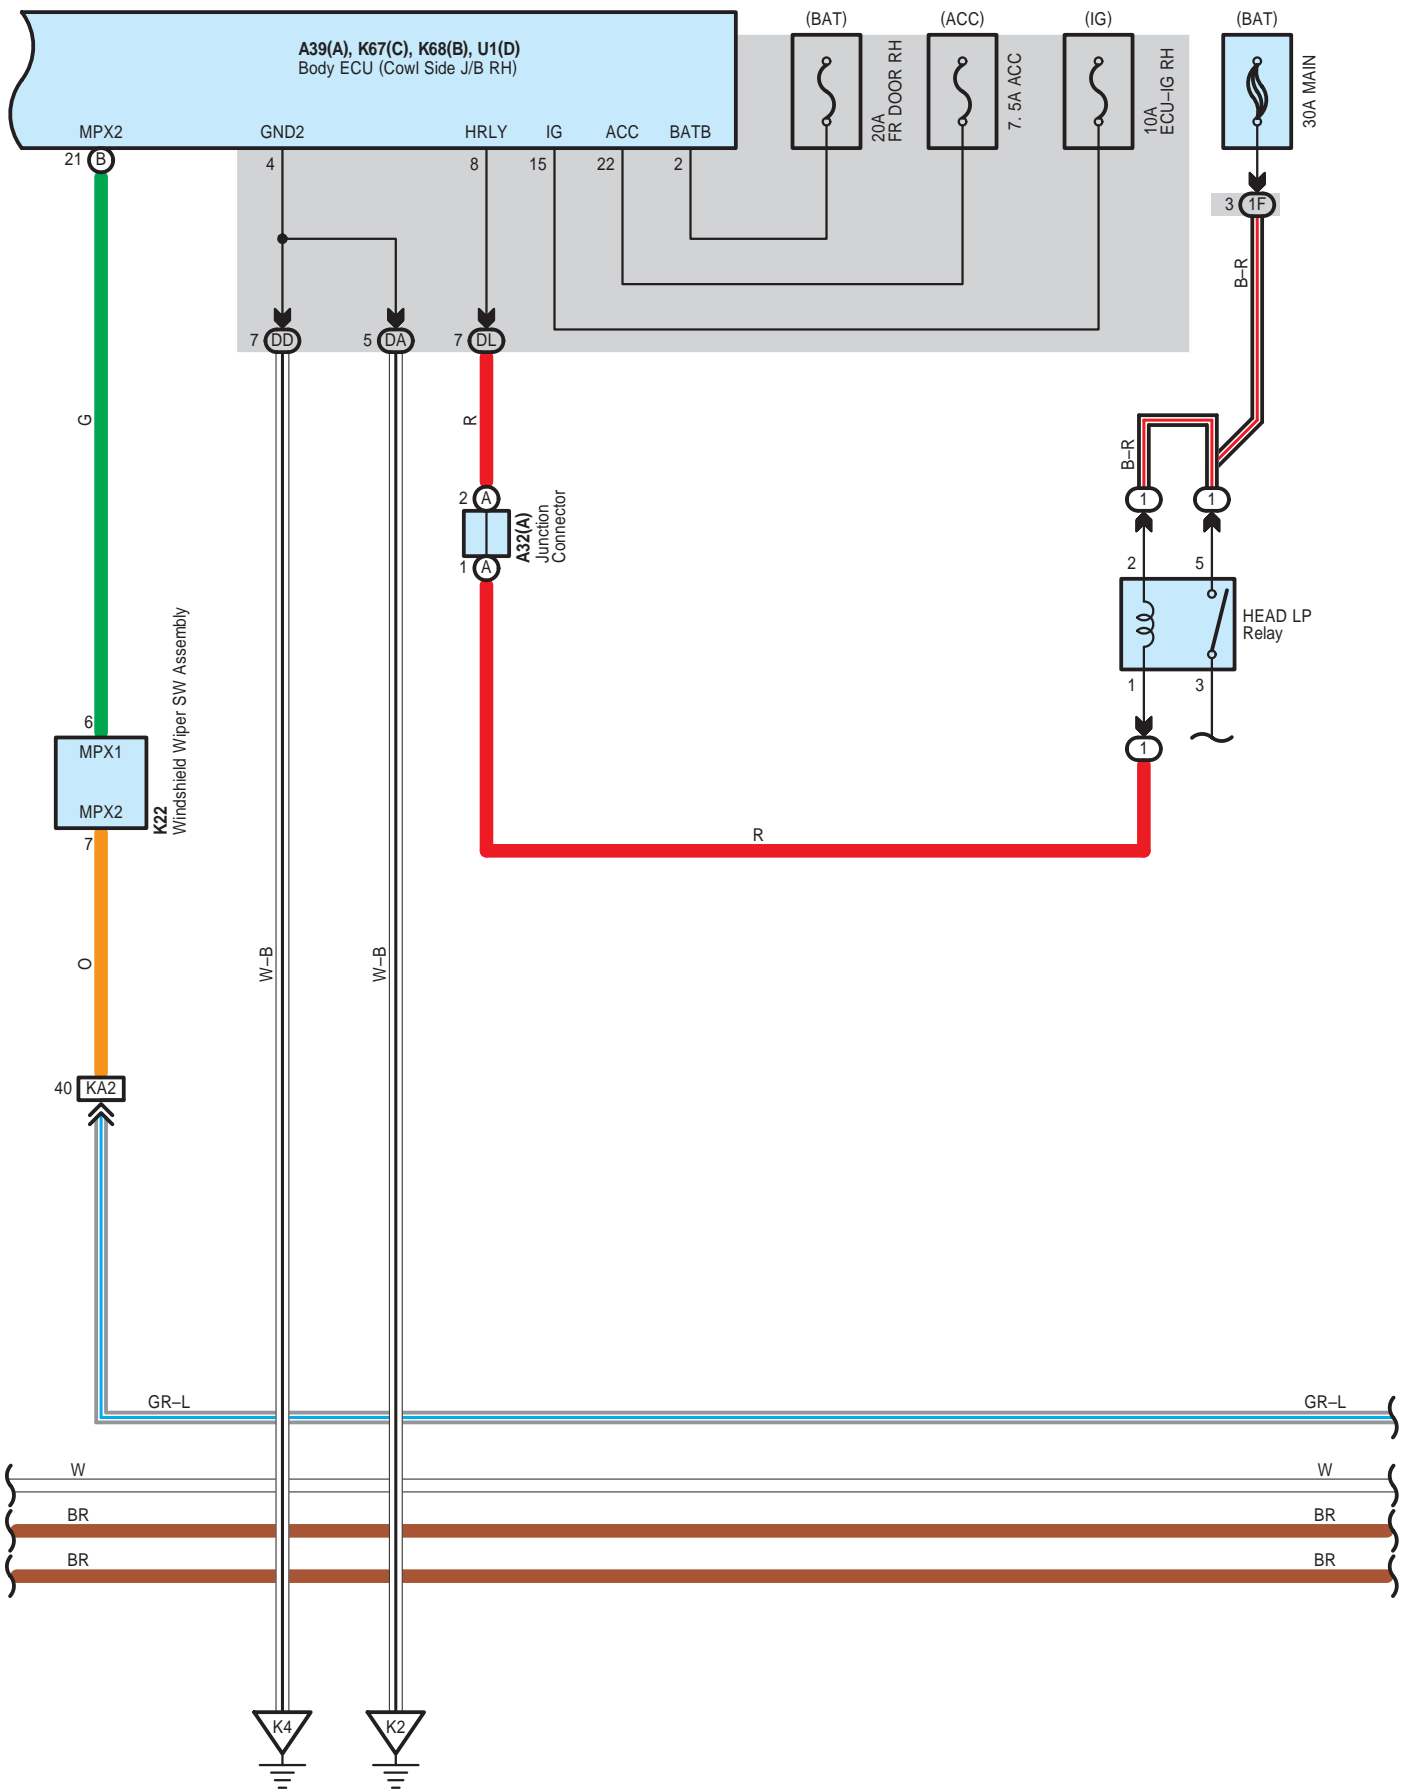 (BAT)
(ACC)
(IG)
(BAT)
A39(A), K67(C), K68(B), U1(D)
Body ECU (Cowl Side J/B RH)
20A
FR DOOR RH
7. 5A ACC
10A
ECU–IG RH
30A MAIN
MPX2
GND2
HRLY
IG
ACC
BATB
21
B
4
8
15
22
2
3
1F
B–R
7
DD
5
DA
7
DL
G
R
B–R
2
A
A32(A)
Junction
Connector
1
A
1
1
2
5
HEAD LP
Relay
1
3
1
6
MPX1
MPX2
K22
Windshield Wiper SW Assembly
7
R
O
W–B
W–B
40
KA2
GR–L
GR–L
W
W
BR
BR
BR
BR
K4
K2